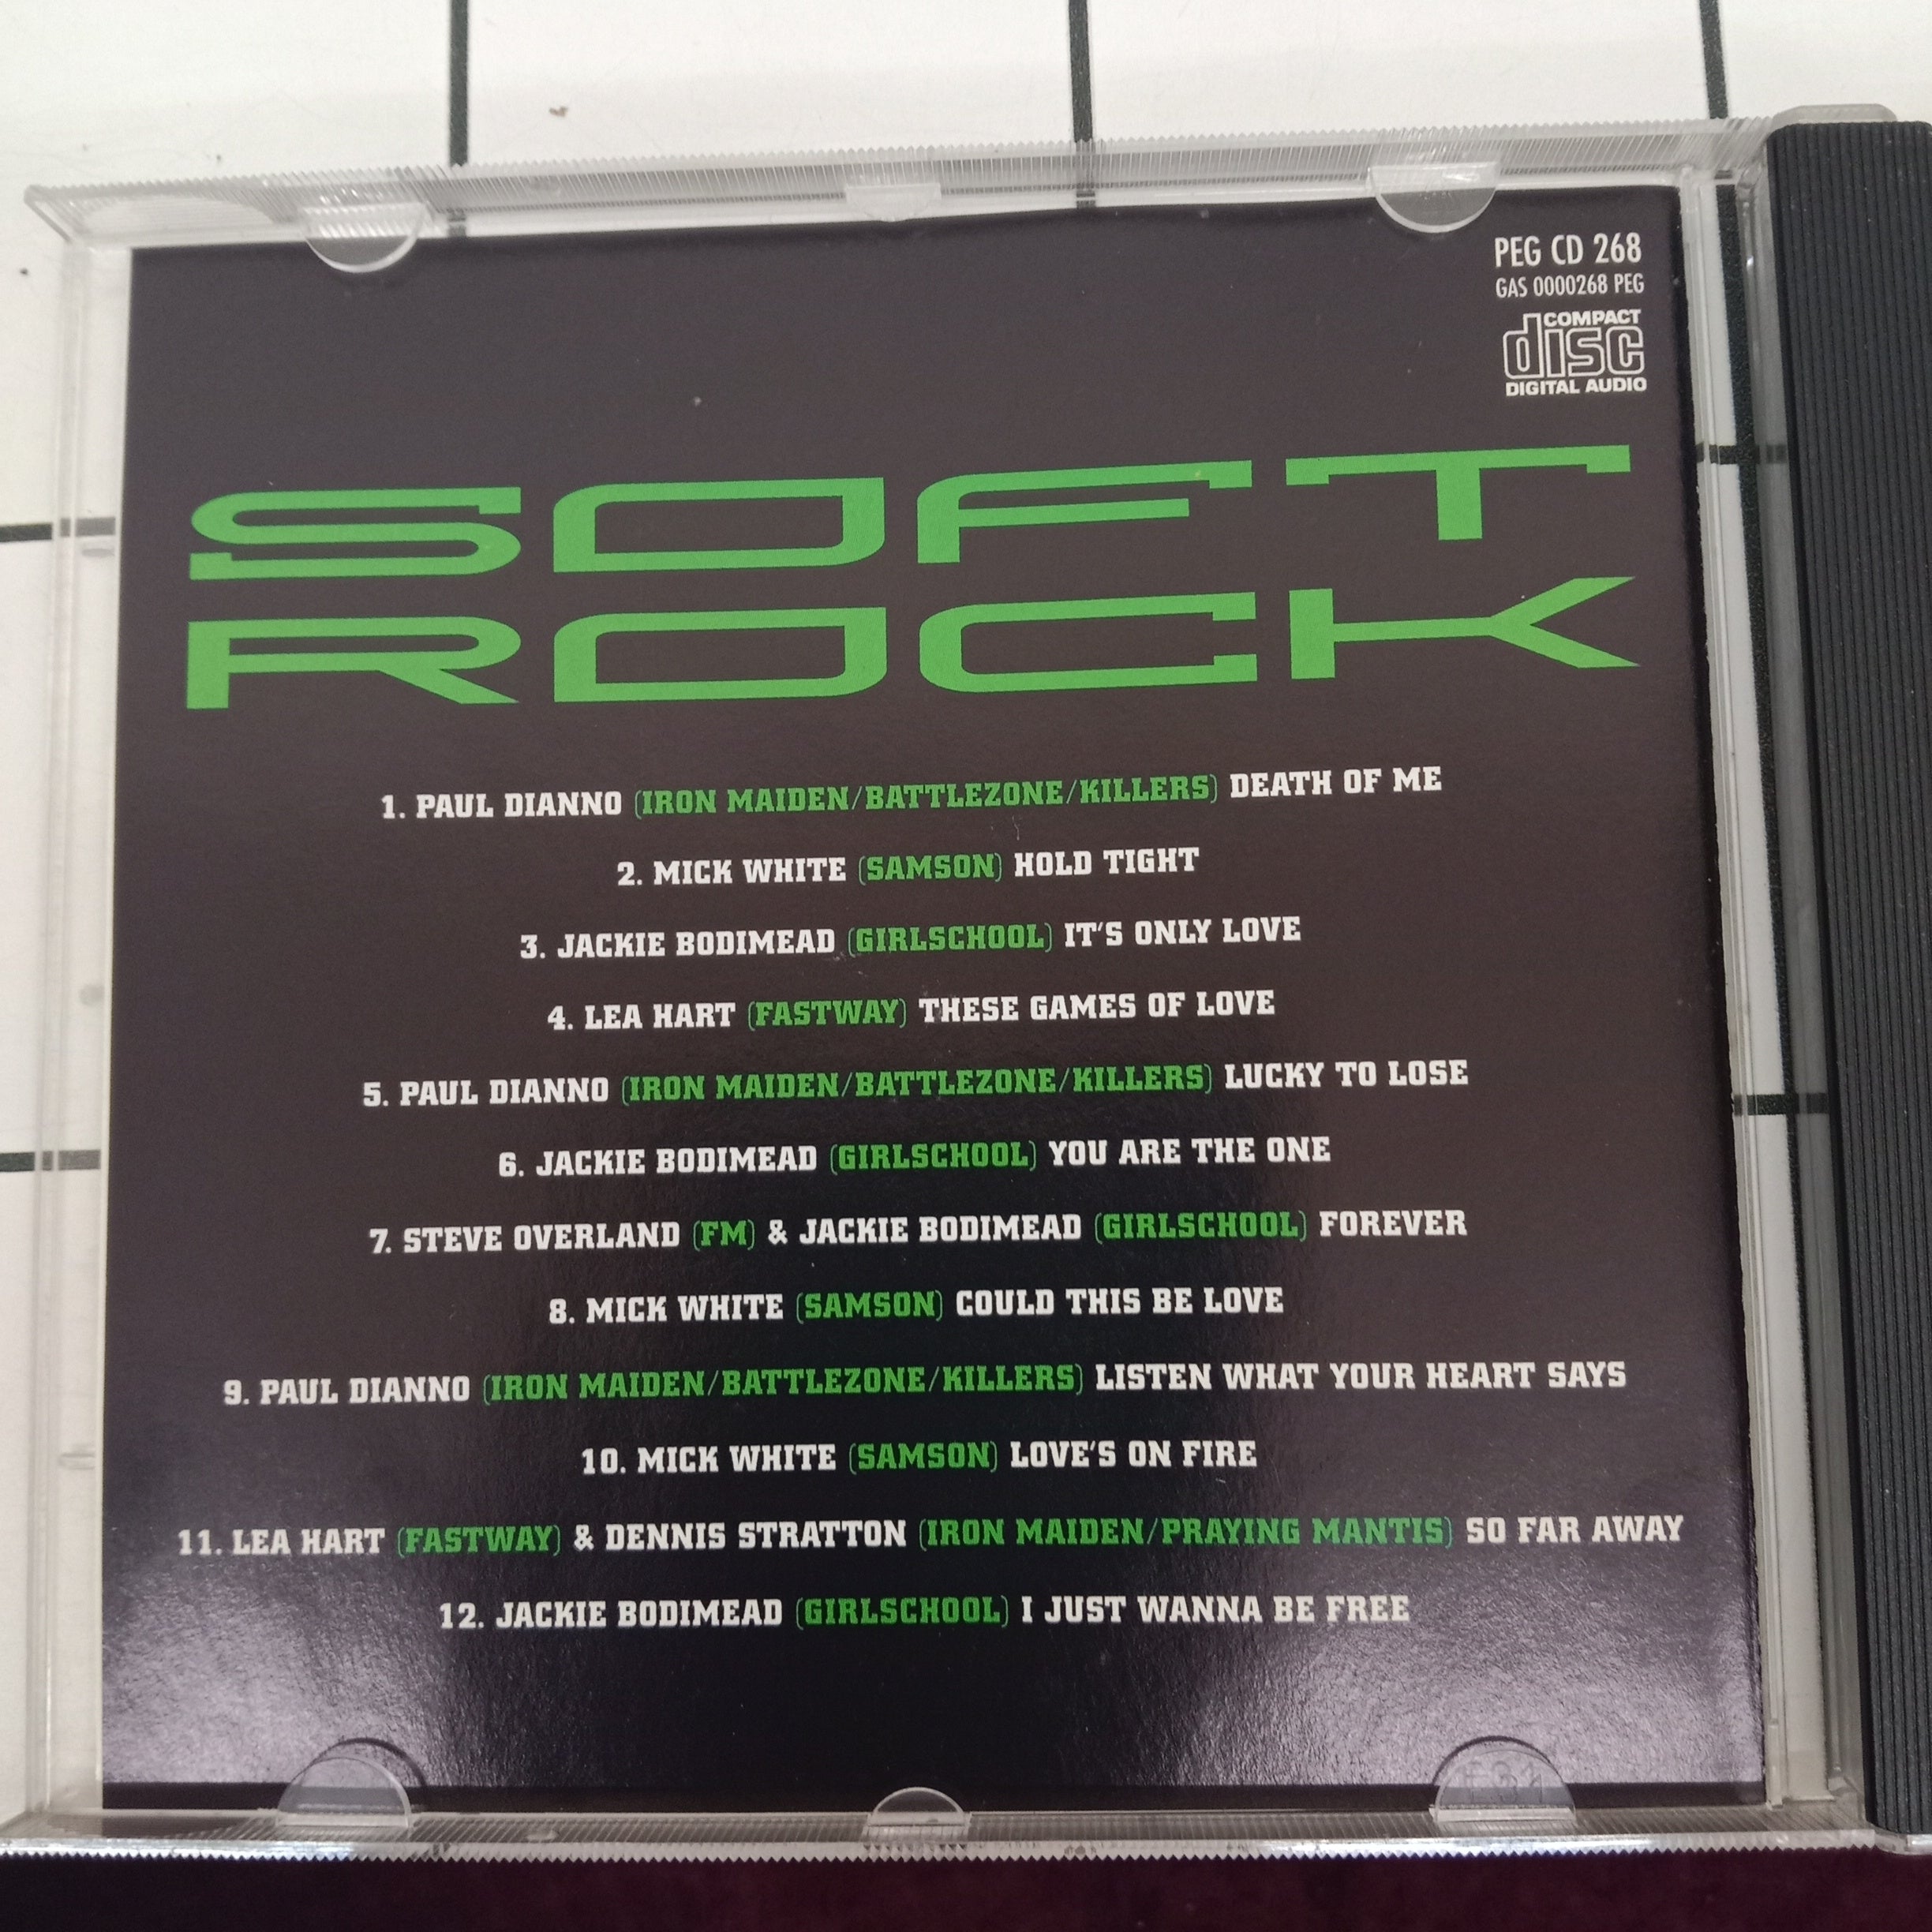 PEG CD 268
GAS 0000268 PEG
COMPACT
disc
DIGITAL AUDIO
SOFT
ROCK
1. PAUL DIANNO (IRON MAIDEN/BATTLEZONE/KILLERS) DEATH OF ME
2. MICK WHITE (SAMSON) HOLD TIGHT
3. JACKIE BODIMEAD (GIRLSCHOOL) IT'S ONLY LOVE
4. LEA HART (FASTWAY) THESE GAMES OF LOVE
5. PAUL DIANNO (IRON MAIDEN/BATTLEZONE/KILLERS) LUCKY TO LOSE
6. JACKIE BODIMEAD (GIRLSCHOOL) YOU ARE THE ONE
7. STEVE OVERLAND (FM) & JACKIE BODIMEAD (GIRLSCHOOL) FOREVER
8. MICK WHITE (SAMSON) COULD THIS BE LOVE
9. PAUL DIANNO (IRON MAIDEN/BATTLEZONE/KILLERS) LISTEN WHAT YOUR HEART SAYS
10. MICK WHITE (SAMSON) LOVE'S ON FIRE
11. LEA HART (FASTWAY) & DENNIS STRATTON (IRON MAIDEN/PRAYING MANTIS) SO FAR AWAY
12. JACKIE BODIMEAD (GIRLSCHOOL) I JUST WANNA BE FREE